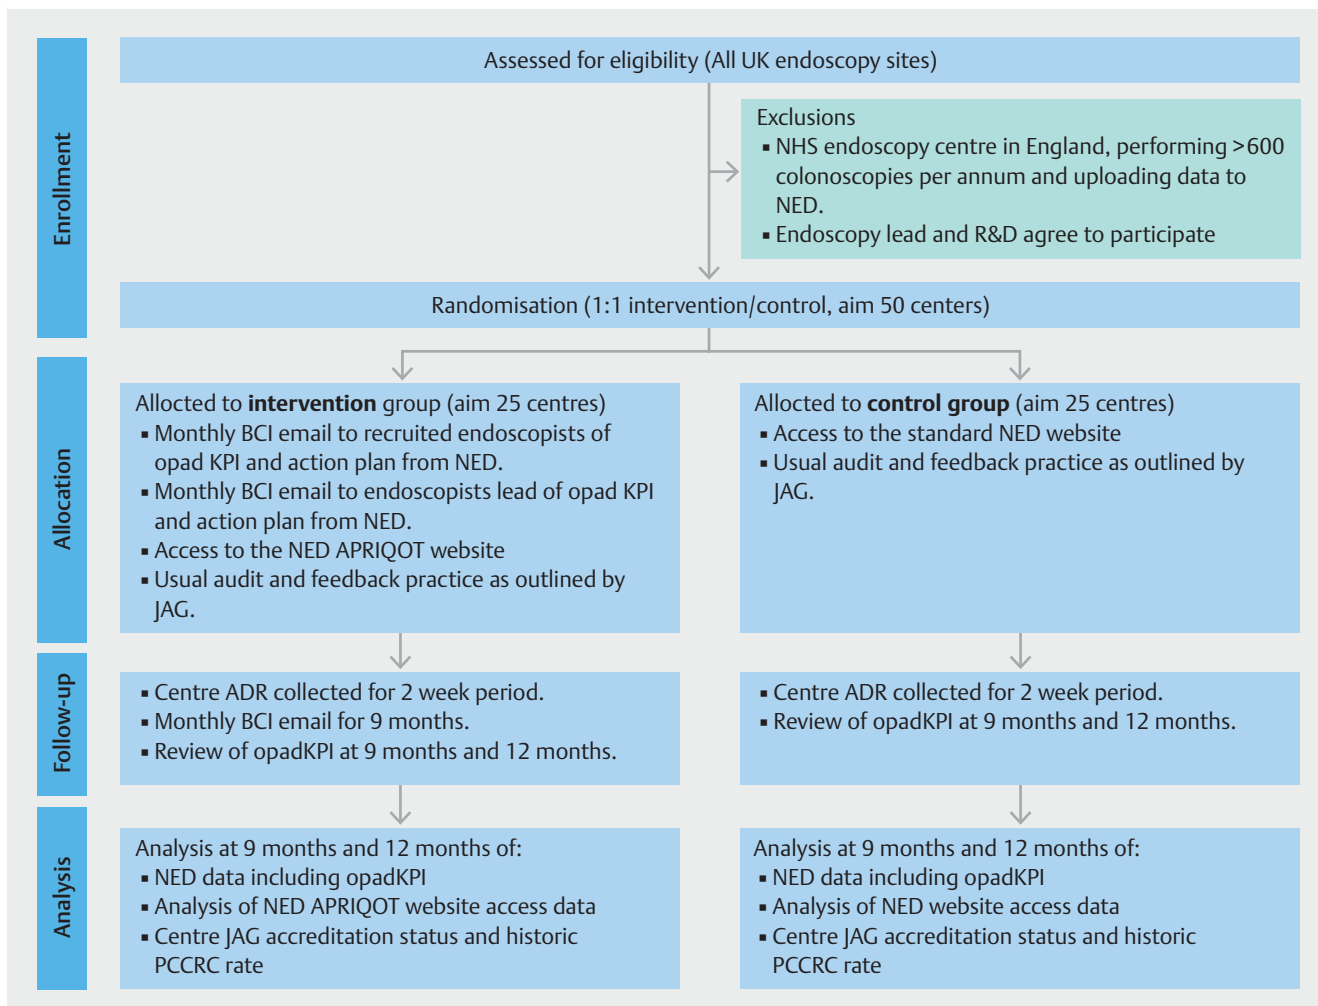 Enrollment
Assessed for eligibility (All UK endoscopy sites)
Exclusions
▪ NHS endoscopy centre in England, performing >600
colonoscopies per annum and uploading data to
NED.
▪ Endoscopy lead and R&D agree to participate
Randomisation (1:1 intervention/control, aim 50 centers)
Allocation
Allocted to intervention group (aim 25 centres)
▪ Monthly BCI email to recruited endoscopists of
opad KPI and action plan from NED.
▪ Monthly BCI email to endoscopists lead of opad KPI
and action plan from NED.
▪ Access to the NED APRIQOT website
▪ Usual audit and feedback practice as outlined by
JAG.
Allocted to control group (aim 25 centres)
▪ Access to the standard NED website
▪ Usual audit and feedback practice as outlined by
JAG.
Follow-up
▪ Centre ADR collected for 2 week period.
▪ Monthly BCI email for 9 months.
▪ Review of opadKPI at 9 months and 12 months.
▪ Centre ADR collected for 2 week period.
▪ Review of opadKPI at 9 months and 12 months.
Analysis
Analysis at 9 months and 12 months of:
▪ NED data including opadKPI
▪ Analysis of NED APRIQOT website access data
▪ Centre JAG accreditation status and historic
PCCRC rate
Analysis at 9 months and 12 months of:
▪ NED data including opadKPI
▪ Analysis of NED website access data
▪ Centre JAG accreditation status and historic
PCCRC rate